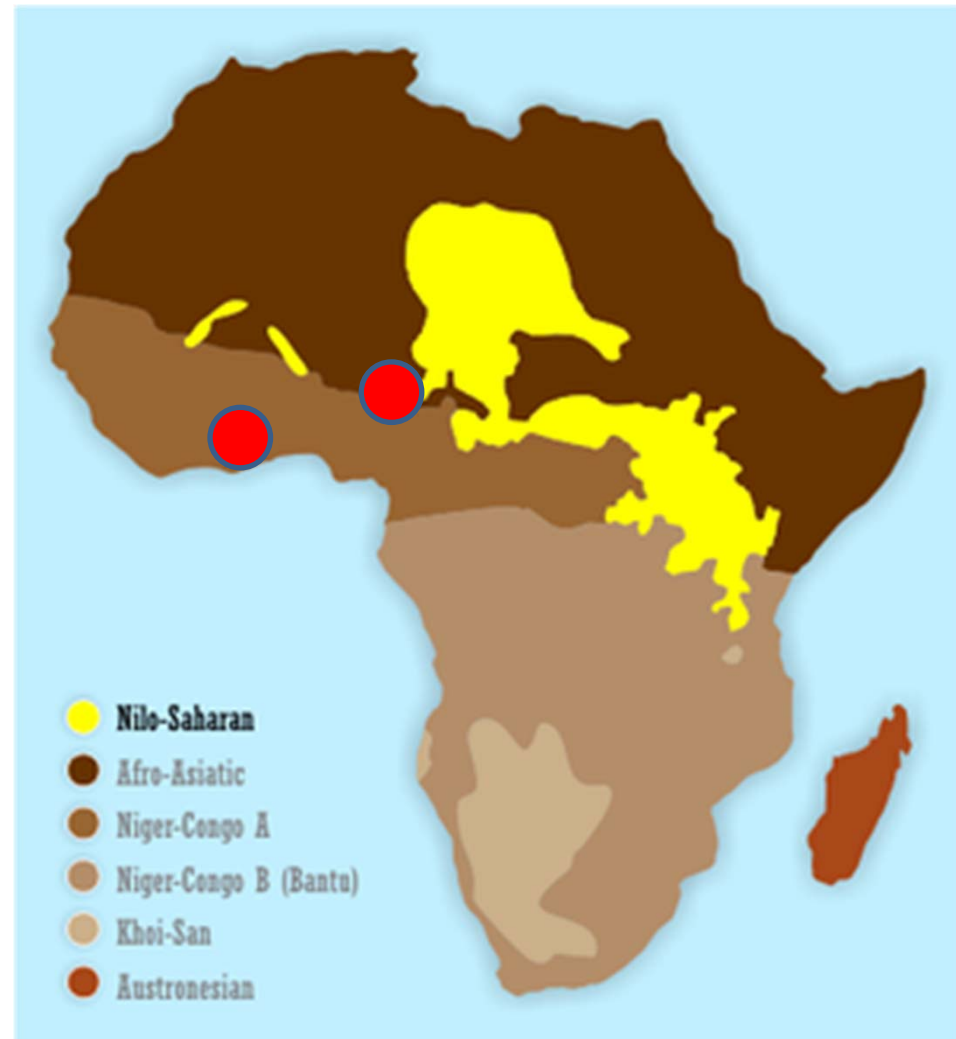 Nilo-Saharan
Afro-Asiatic
Niger-Congo A
Niger-Congo B (Bantu)
Khoi-San
Austronesian